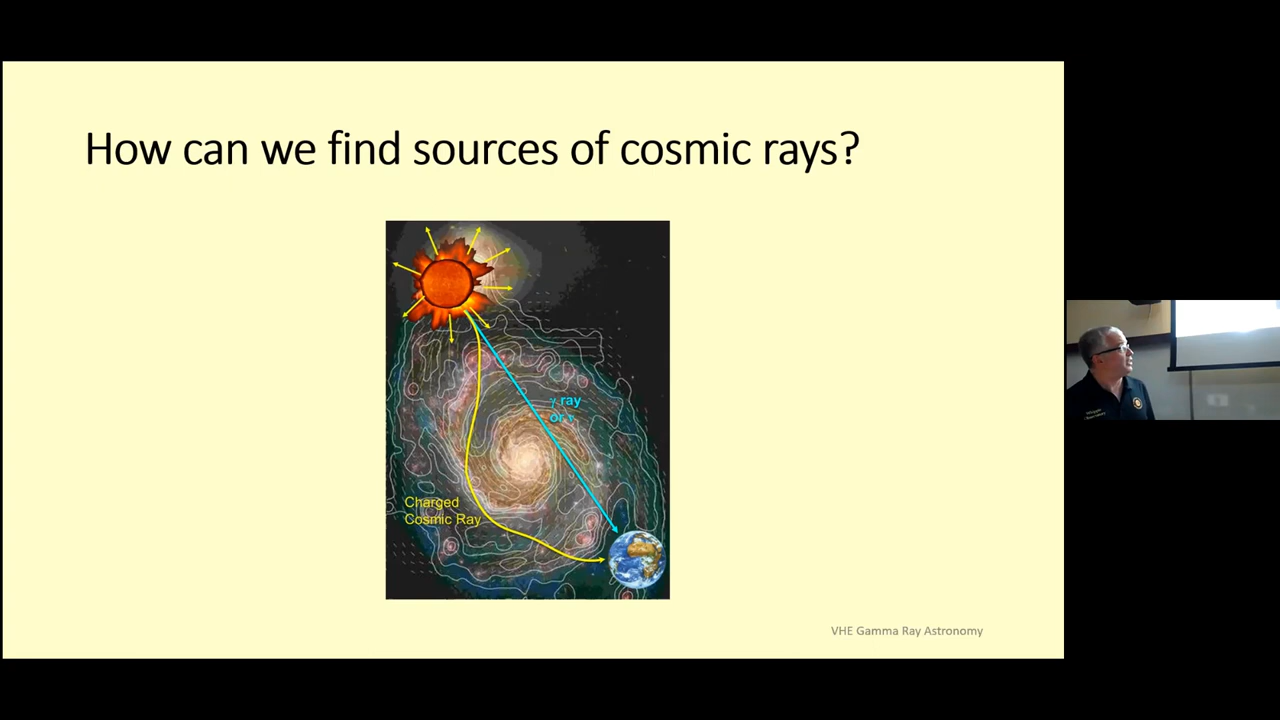 How can we find sources of cosmic rays?
γ ray
or ν
Charged
Cosmic Ray
VHE Gamma Ray Astronomy